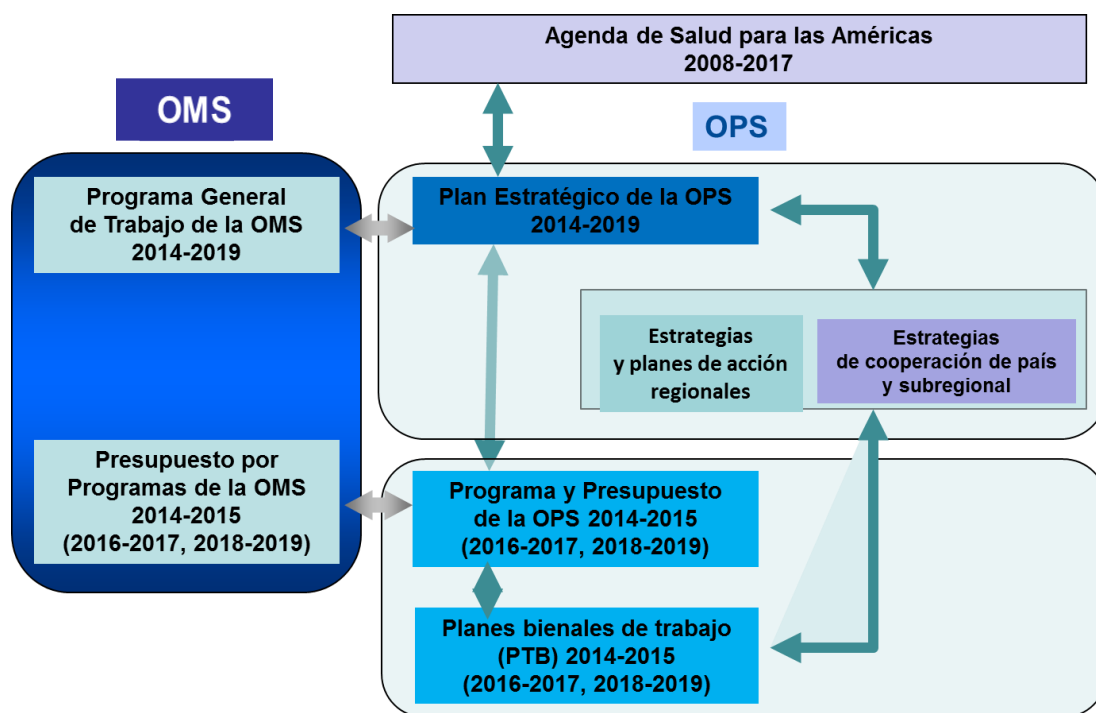 Agenda de Salud para las Américas
2008-2017
OMS
OPS
Programa General
de Trabajo de la OMS
2014-2019
Plan Estratégico de la OPS
2014-2019
Estrategias
y planes de acción
regionales
Estrategias
de cooperación de país
y subregional
Presupuesto por
Programas de la OMS
2014-2015
(2016-2017, 2018-2019)
Programa y Presupuesto
de la OPS 2014-2015
(2016-2017, 2018-2019)
Planes bienales de trabajo
(PTB) 2014-2015
(2016-2017, 2018-2019)